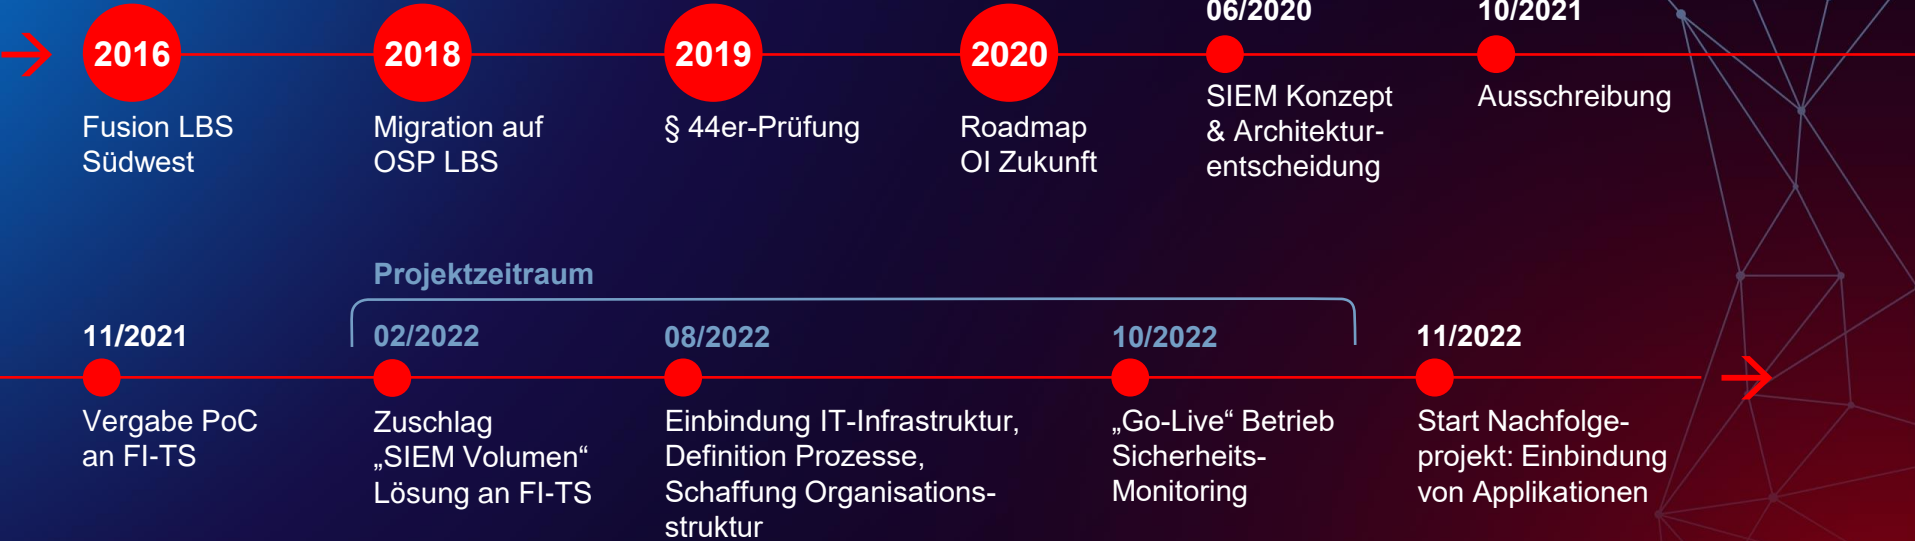 2016
Fusion LBS
Südwest
2018
Migration auf
OSP LBS
2019
§ 44er-Prüfung
2020
Roadmap
OI Zukunft
06/2020
SIEM Konzept
& Architektur-
entscheidung
10/2021
Ausschreibung
Projektzeitraum
11/2021
Vergabe PoC
an FI-TS
02/2022
Zuschlag
„SIEM Volumen“
Lösung an FI-TS
08/2022
Einbindung IT-Infrastruktur,
Definition Prozesse,
Schaffung Organisations-
struktur
10/2022
„Go-Live“ Betrieb
Sicherheits-
Monitoring
11/2022
Start Nachfolge-
projekt: Einbindung
von Applikationen